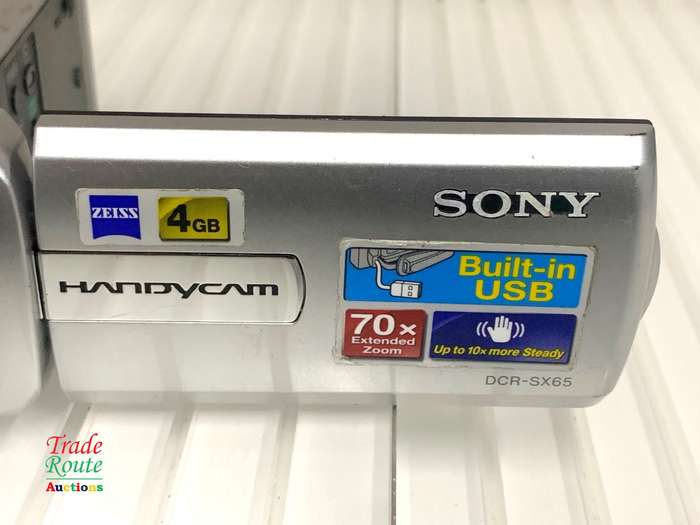 SONY
ZEISS
4GB
HANDYCAM
Built-in
USB
70x
Extended
Zoom
Up to 10x more Steady
DCR-SX65
Trade
Route
Auctions